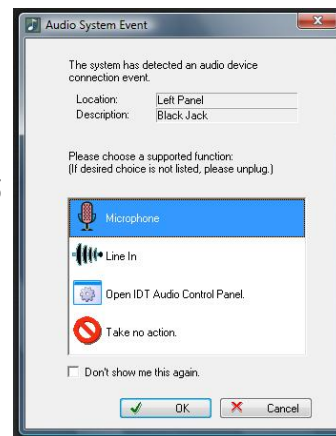 Audio System Event
The system has detected an audio device
connection event.
Location: Left Panel
Description: Black Jack
Please choose a supported function:
(If desired choice is not listed, please unplug.)
Microphone
Line In
Open IDT Audio Control Panel.
Take no action.
Don't show me this again.
OK Cancel